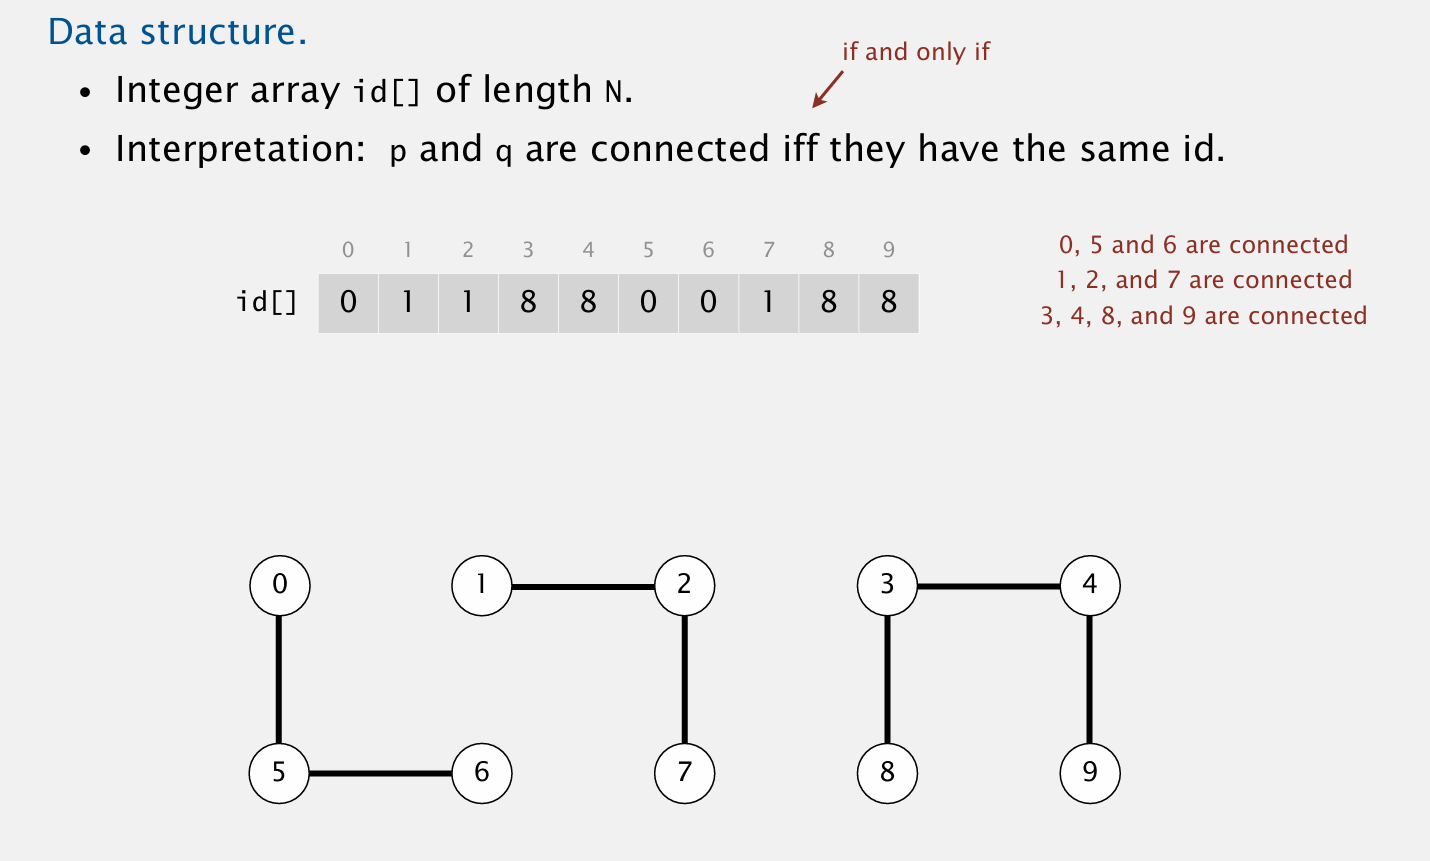 Data structure.
if and only if
• Integer array id[] of length N.
• Interpretation: p and q are connected iff they have the same id.
0 1 2 3 4 5 6 7 8 9
id[] 0 1 1 8 8 0 0 1 8 8
0, 5 and 6 are connected
1, 2, and 7 are connected
3, 4, 8, and 9 are connected
0 1 2 3 4
5 6 7 8 9